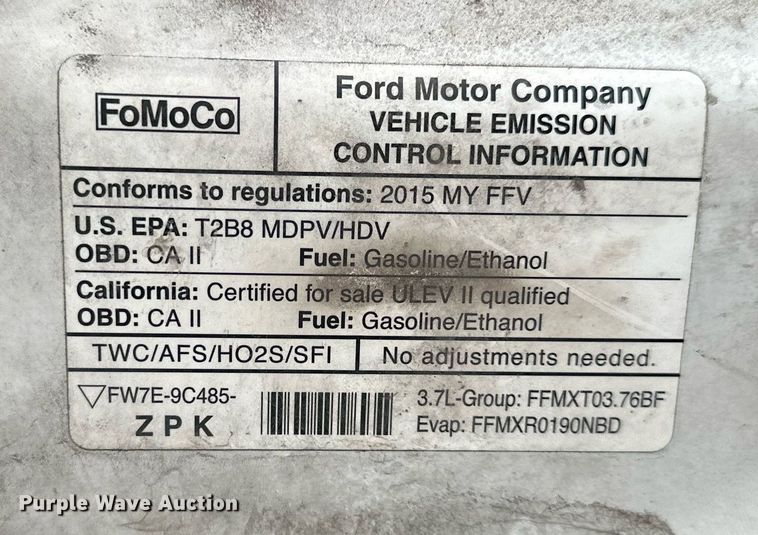 FoMoCo
Ford Motor Company
VEHICLE EMISSION
CONTROL INFORMATION
Conforms to regulations: 2015 MY FFV
U.S. EPA: T2B8 MDPV/HDV
OBD: CA II Fuel: Gasoline/Ethanol
California: Certified for sale ULEV II qualified
OBD: CA II Fuel: Gasoline/Ethanol
TWC/AFS/HO2S/SFI No adjustments needed.
FW7E-9C485- 3.7L-Group: FFMXT03.76BF
ZPK Evap: FFMXR0190NBD
Purple Wave Auction